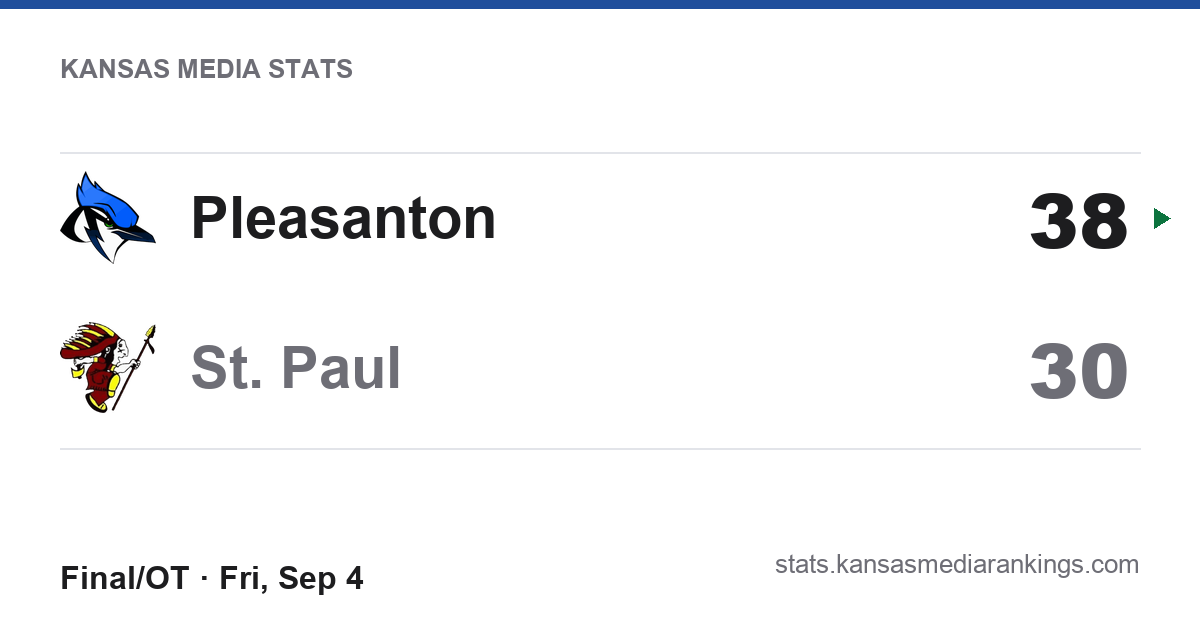 KANSAS MEDIA STATS
Pleasanton 38
St. Paul 30
Final/OT · Fri, Sep 4
stats.kansasmediarankings.com